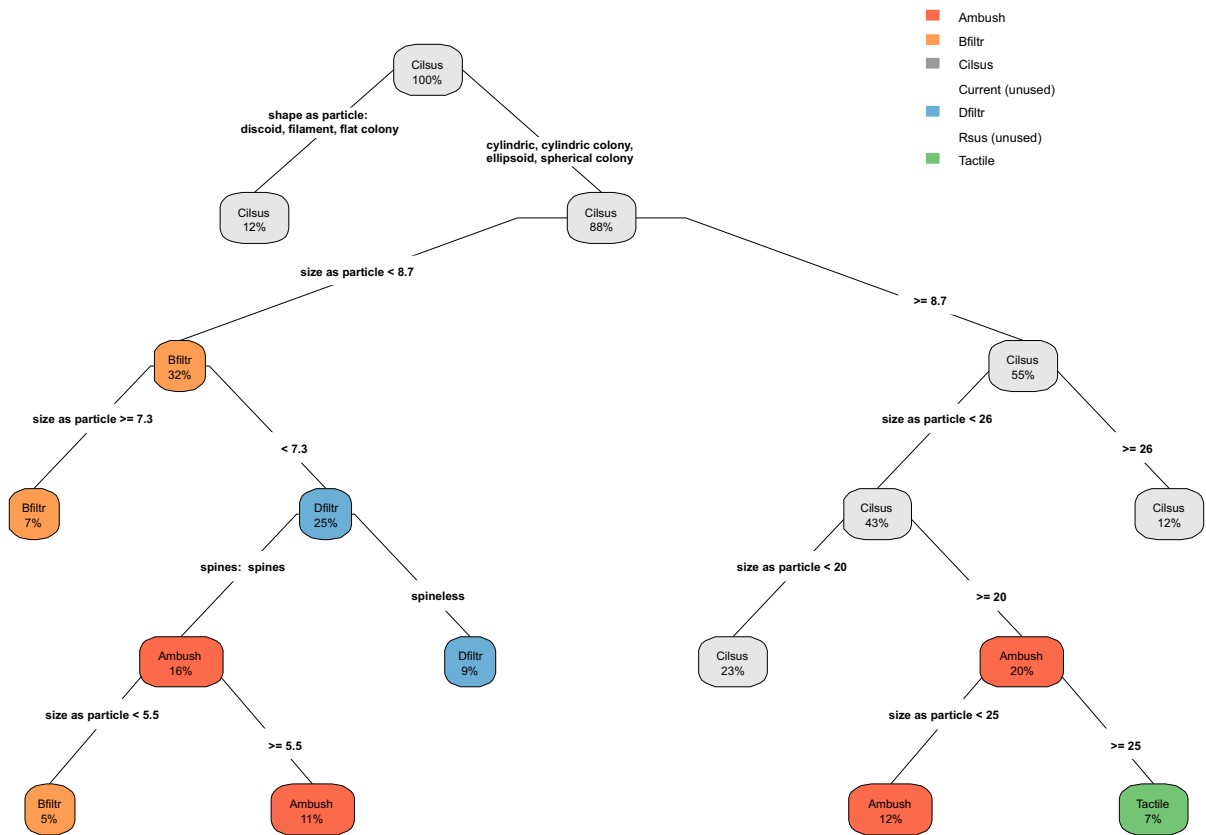 Ambush
Bfiltr
Cilsus
Current (unused)
Dfiltr
Rsus (unused)
Tactile
Cilsus
100%
shape as particle:
discoid, filament, flat colony
cylindric, cylindric colony,
ellipsoid, spherical colony
Cilsus
12%
Cilsus
88%
size as particle < 8.7
>= 8.7
Bfiltr
32%
Cilsus
55%
size as particle >= 7.3
< 7.3
size as particle < 26
>= 26
Bfiltr
7%
Dfiltr
25%
Cilsus
43%
Cilsus
12%
spines: spines
spineless
size as particle < 20
>= 20
Ambush
16%
Dfiltr
9%
Cilsus
23%
Ambush
20%
size as particle < 5.5
>= 5.5
size as particle < 25
>= 25
Bfiltr
5%
Ambush
11%
Ambush
12%
Tactile
7%